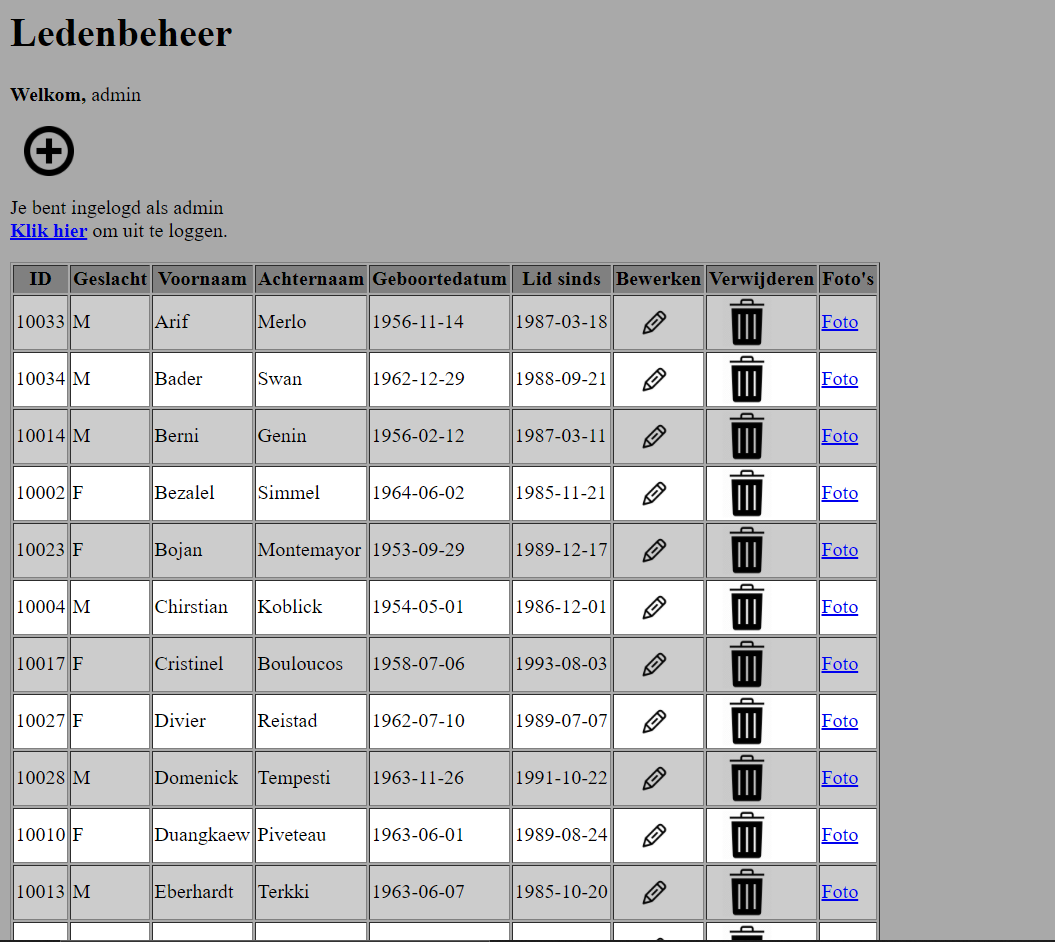 Ledenbeheer
Welkom, admin
Je bent ingelogd als admin
Klik hier om uit te loggen.
ID Geslacht Voornaam Achternaam Geboortedatum Lid sinds Bewerken Verwijderen Foto's
10033 M Arif Merlo 1956-11-14 1987-03-18 Foto
10034 M Bader Swan 1962-12-29 1988-09-21 Foto
10014 M Berni Genin 1956-02-12 1987-03-11 Foto
10002 F Bezalel Simmel 1964-06-02 1985-11-21 Foto
10023 F Bojan Montemayor 1953-09-29 1989-12-17 Foto
10004 M Chirstian Koblick 1954-05-01 1986-12-01 Foto
10017 F Cristinel Bouloucos 1958-07-06 1993-08-03 Foto
10027 F Divier Reistad 1962-07-10 1989-07-07 Foto
10028 M Domenick Tempesti 1963-11-26 1991-10-22 Foto
10010 F Duangkaew Piveteau 1963-06-01 1989-08-24 Foto
10013 M Eberhardt Terkki 1963-06-07 1985-10-20 Foto